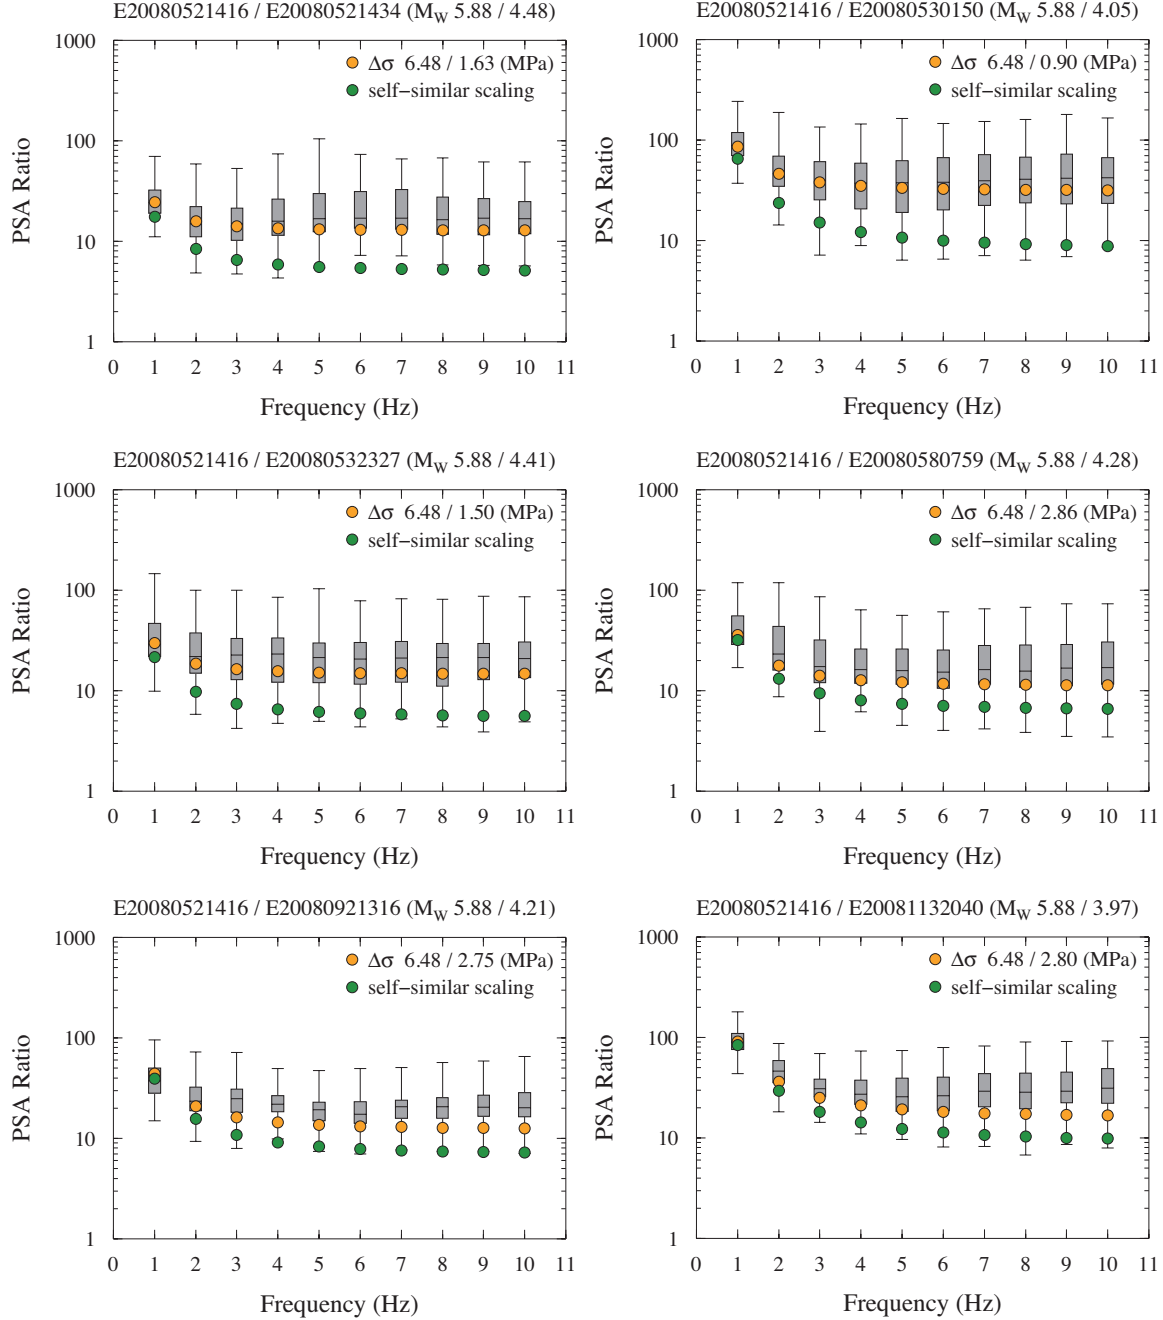 E20080521416 / E20080521434 (MW 5.88 / 4.48)
Δσ 6.48 / 1.63 (MPa)
self−similar scaling
1000
100
10
1
PSA Ratio
0 1 2 3 4 5 6 7 8 9 10 11
Frequency (Hz)
E20080521416 / E20080530150 (MW 5.88 / 4.05)
Δσ 6.48 / 0.90 (MPa)
self−similar scaling
1000
100
10
1
PSA Ratio
0 1 2 3 4 5 6 7 8 9 10 11
Frequency (Hz)
E20080521416 / E20080532327 (MW 5.88 / 4.41)
Δσ 6.48 / 1.50 (MPa)
self−similar scaling
1000
100
10
1
PSA Ratio
0 1 2 3 4 5 6 7 8 9 10 11
Frequency (Hz)
E20080521416 / E20080580759 (MW 5.88 / 4.28)
Δσ 6.48 / 2.86 (MPa)
self−similar scaling
1000
100
10
1
PSA Ratio
0 1 2 3 4 5 6 7 8 9 10 11
Frequency (Hz)
E20080521416 / E20080921316 (MW 5.88 / 4.21)
Δσ 6.48 / 2.75 (MPa)
self−similar scaling
1000
100
10
1
PSA Ratio
0 1 2 3 4 5 6 7 8 9 10 11
Frequency (Hz)
E20080521416 / E20081132040 (MW 5.88 / 3.97)
Δσ 6.48 / 2.80 (MPa)
self−similar scaling
1000
100
10
1
PSA Ratio
0 1 2 3 4 5 6 7 8 9 10 11
Frequency (Hz)